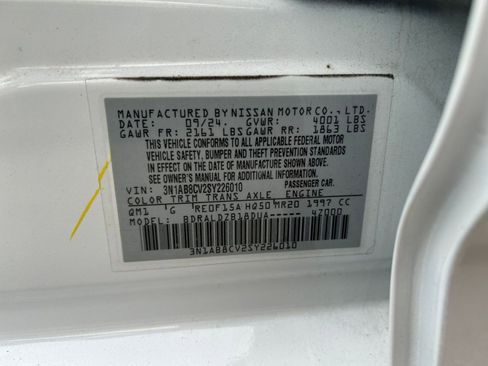 MANUFACTURED BY NISSAN MOTOR CO., LTD.
DATE: 09/24. GVWR: 4001 LBS
GAWR FR: 2161 LBS GAWR RR: 1863 LBS
THIS VEHICLE CONFORMS TO ALL APPLICABLE FEDERAL MOTOR
VEHICLE SAFETY, BUMPER AND THEFT PREVENTION STANDARDS
IN EFFECT ON THE DATE OF MANUFACTURE SHOWN ABOVE.
SEE OWNER'S MANUAL FOR ADDITIONAL INFORMATION.
VIN: 3N1AB8CV2SY226010 PASSENGER CAR.
COLOR TRIM TRANS AXLE ENGINE
QM1 G RE0F15A HQ50 MR20 1997 CC
MODEL: BDRALDZB18DUA----- 47000
3N1AB8CV2SY226010